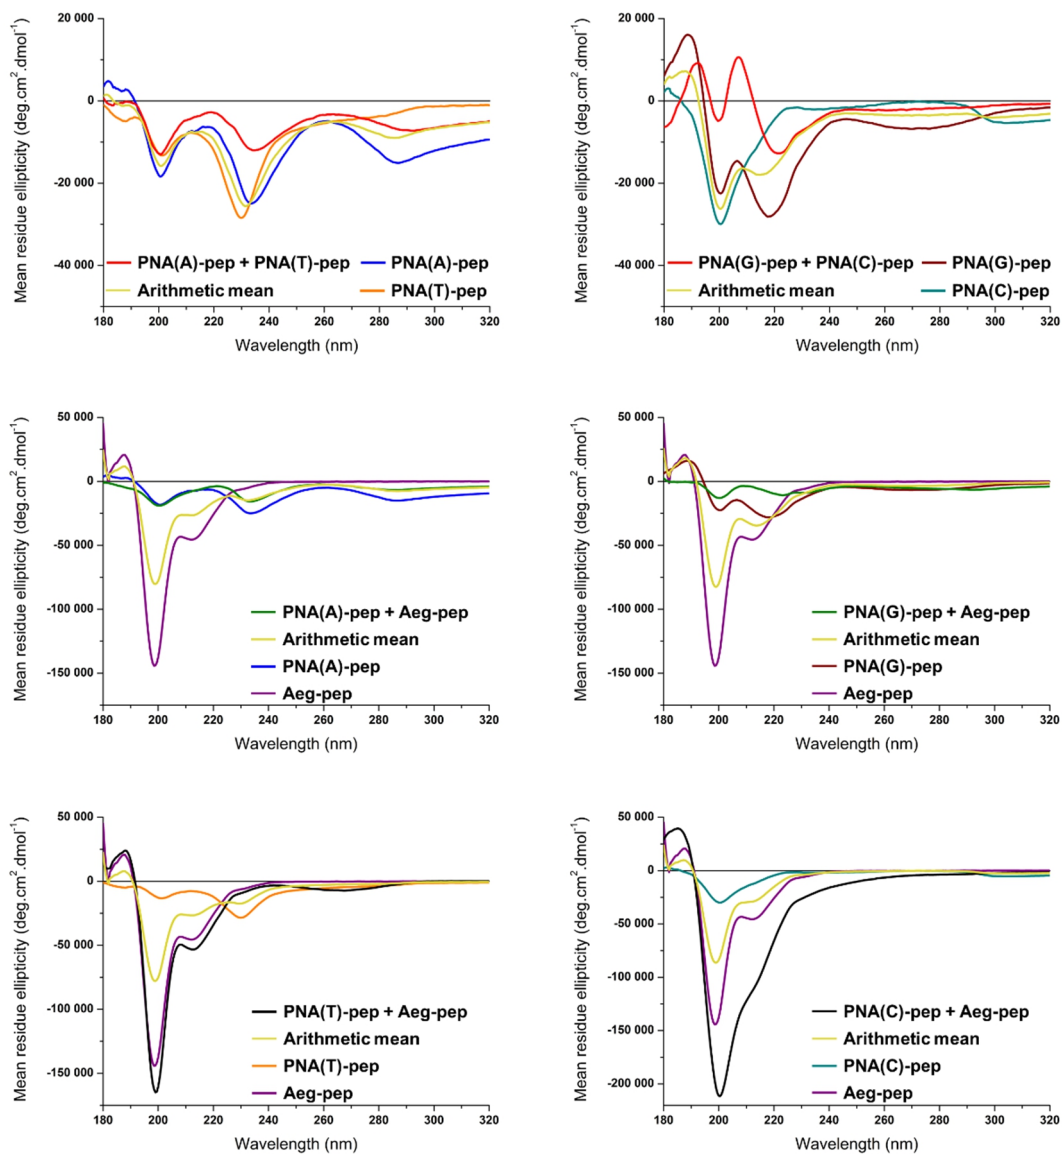 20 000
0
-20 000
-40 000
Mean residue ellipticity (deg.cm².dmol⁻¹)
PNA(A)-pep + PNA(T)-pep
PNA(A)-pep
Arithmetic mean
PNA(T)-pep
180 200 220 240 260 280 300 320
Wavelength (nm)
20 000
0
-20 000
-40 000
Mean residue ellipticity (deg.cm².dmol⁻¹)
PNA(G)-pep + PNA(C)-pep
PNA(G)-pep
Arithmetic mean
PNA(C)-pep
180 200 220 240 260 280 300 320
Wavelength (nm)
50 000
0
-50 000
-100 000
-150 000
Mean residue ellipticity (deg.cm².dmol⁻¹)
PNA(A)-pep + Aeg-pep
Arithmetic mean
PNA(A)-pep
Aeg-pep
180 200 220 240 260 280 300 320
Wavelength (nm)
50 000
0
-50 000
-100 000
-150 000
Mean residue ellipticity (deg.cm².dmol⁻¹)
PNA(G)-pep + Aeg-pep
Arithmetic mean
PNA(G)-pep
Aeg-pep
180 200 220 240 260 280 300 320
Wavelength (nm)
50 000
0
-50 000
-100 000
-150 000
Mean residue ellipticity (deg.cm².dmol⁻¹)
PNA(T)-pep + Aeg-pep
Arithmetic mean
PNA(T)-pep
Aeg-pep
180 200 220 240 260 280 300 320
Wavelength (nm)
50 000
0
-50 000
-100 000
-150 000
-200 000
Mean residue ellipticity (deg.cm².dmol⁻¹)
PNA(C)-pep + Aeg-pep
Arithmetic mean
PNA(C)-pep
Aeg-pep
180 200 220 240 260 280 300 320
Wavelength (nm)